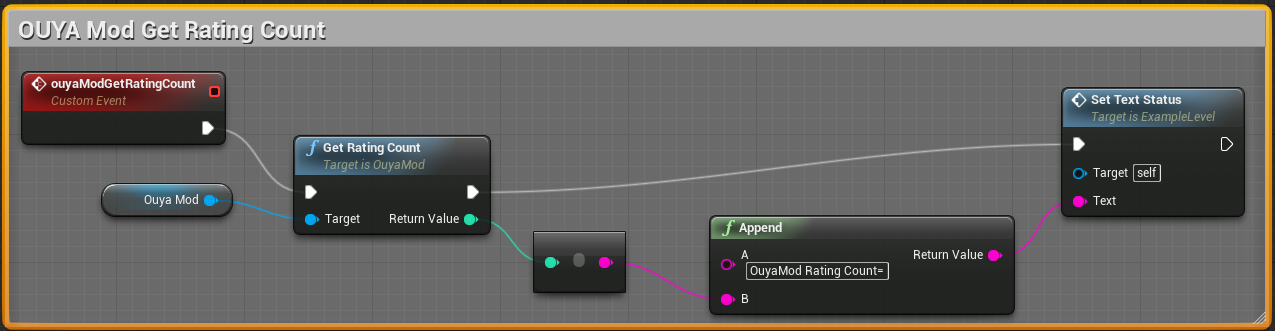 OUYA Mod Get Rating Count
ouyaModGetRatingCount
Custom Event
Get Rating Count
Target is OuyaMod
Ouya Mod
Target Return Value
Set Text Status
Target is ExampleLevel
Target self
Text
Append
A Return Value
OuyaMod Rating Count=
B